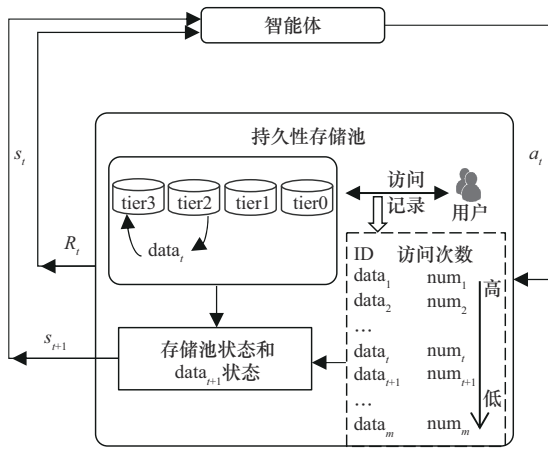 智能体
持久性存储池
tier3 tier2 tier1 tier0
data_t
访问
记录
用户
s_t
R_t
a_t
s_{t+1}
存储池状态和
data_{t+1}状态
ID 访问次数
data_1 num_1
data_2 num_2
...
data_t num_t
data_{t+1} num_{t+1}
...
data_m num_m
高
低